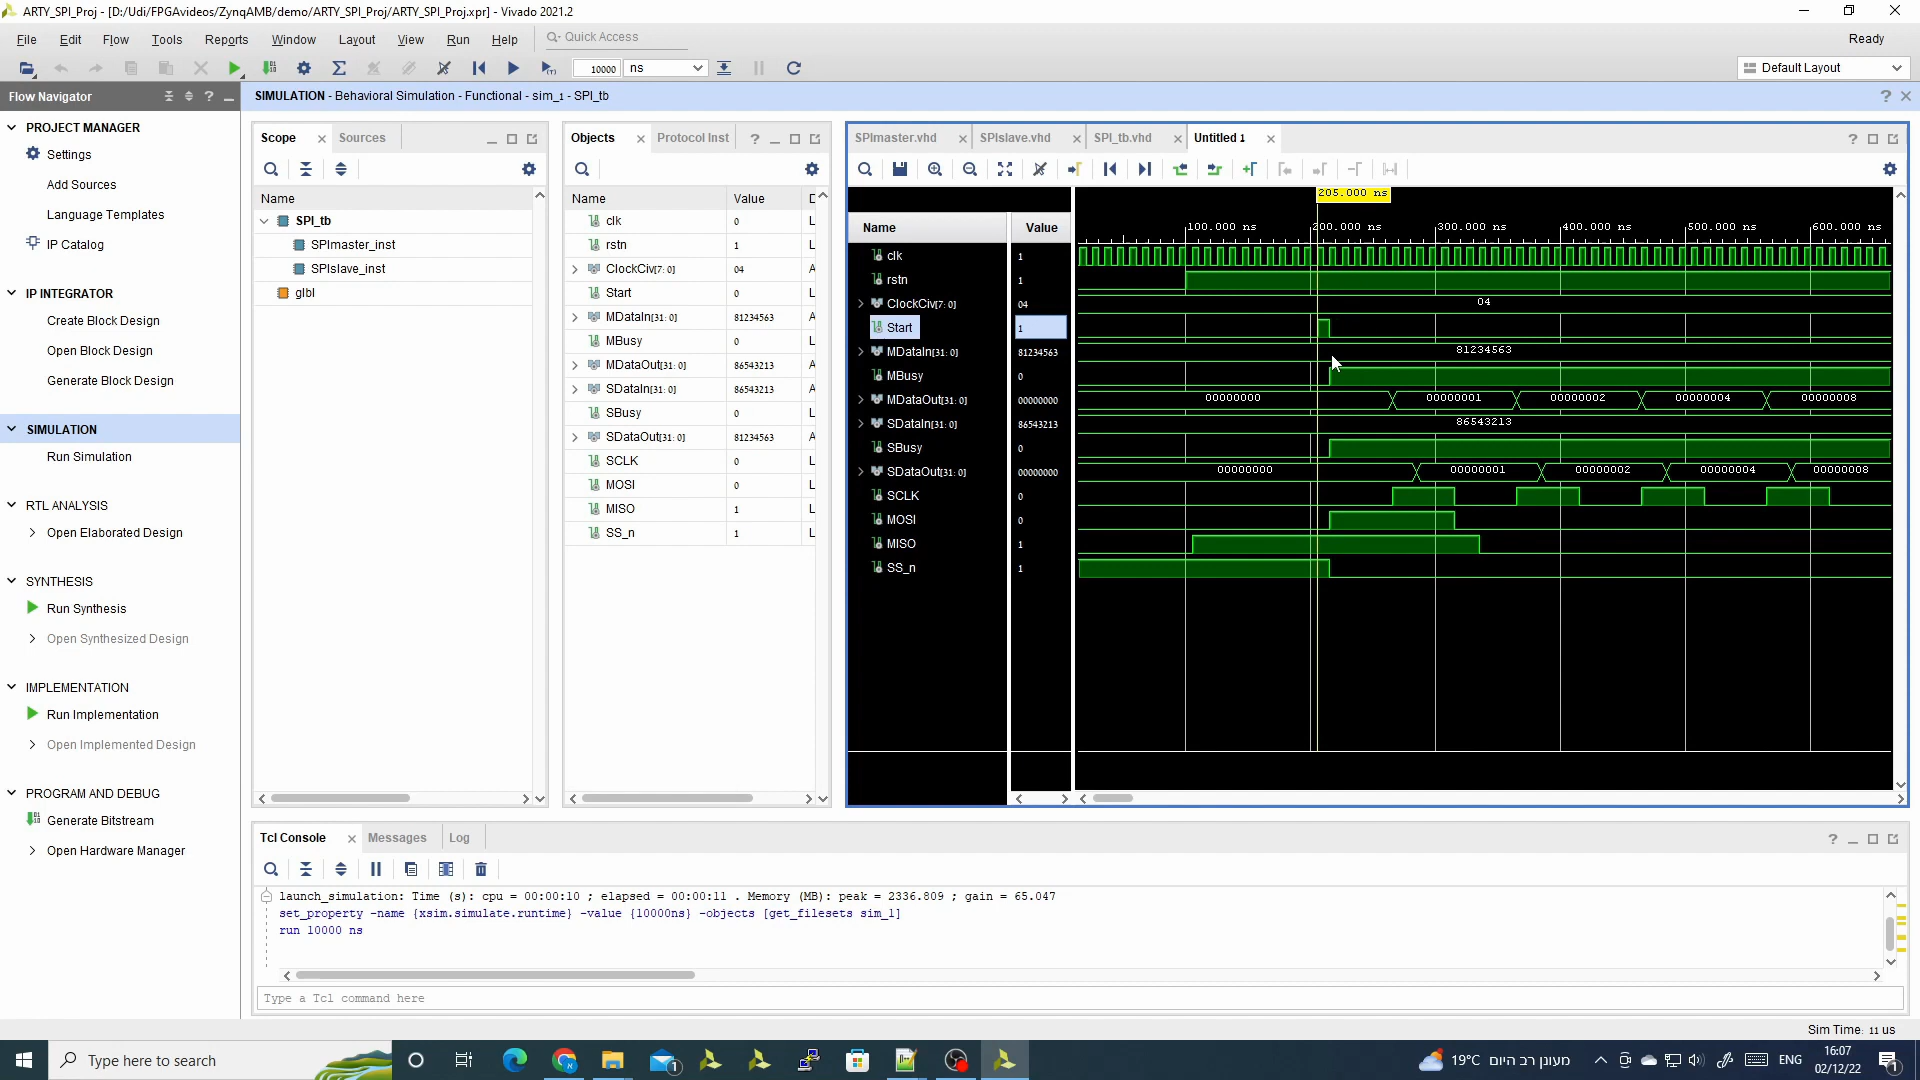 ARTY_SPI_Proj - [D:/Udi/FPGAvideos/ZynqAMB/demo/ARTY_SPI_Proj/ARTY_SPI_Proj.xpr] - Vivado 2021.2
File Edit Flow Tools Reports Window Layout View Run Help Quick Access Ready
10000 ns Default Layout
Flow Navigator
SIMULATION - Behavioral Simulation - Functional - sim_1 - SPI_tb
PROJECT MANAGER
Settings
Add Sources
Language Templates
IP Catalog
IP INTEGRATOR
Create Block Design
Open Block Design
Generate Block Design
SIMULATION
Run Simulation
RTL ANALYSIS
Open Elaborated Design
SYNTHESIS
Run Synthesis
Open Synthesized Design
IMPLEMENTATION
Run Implementation
Open Implemented Design
PROGRAM AND DEBUG
Generate Bitstream
Open Hardware Manager
Scope Sources
Name
SPI_tb
SPImaster_inst
SPIslave_inst
glbl
Objects Protocol Inst
Name Value
clk 0 L
rstn 1 L
ClockCiv[7:0] 04 A
Start 0 L
MDataIn[31:0] 81234563 A
MBusy 0 L
MDataOut[31:0] 86543213 A
SDataIn[31:0] 86543213 A
SBusy 0 L
SDataOut[31:0] 81234563 A
SCLK 0 L
MOSI 0 L
MISO 1 L
SS_n 1 L
SPImaster.vhd SPIslave.vhd SPI_tb.vhd Untitled 1
205.000 ns
Name Value
100.000 ns 200.000 ns 300.000 ns 400.000 ns 500.000 ns 600.000 ns
clk 1
rstn 1
ClockCiv[7:0] 04 04
Start 1
MDataIn[31:0] 81234563 81234563
MBusy 0
MDataOut[31:0] 00000000 00000000 00000001 00000002 00000004 00000008
SDataIn[31:0] 86543213 86543213
SBusy 0
SDataOut[31:0] 00000000 00000000 00000001 00000002 00000004 00000008
SCLK 0
MOSI 0
MISO 1
SS_n 1
Tcl Console Messages Log
launch_simulation: Time (s): cpu = 00:00:10 ; elapsed = 00:00:11 . Memory (MB): peak = 2336.809 ; gain = 65.047
set_property -name {xsim.simulate.runtime} -value {10000ns} -objects [get_filesets sim_1]
run 10000 ns
Type a Tcl command here
Sim Time: 11 us
Type here to search
19°C מעונן רב היום
ENG
16:07
02/12/22